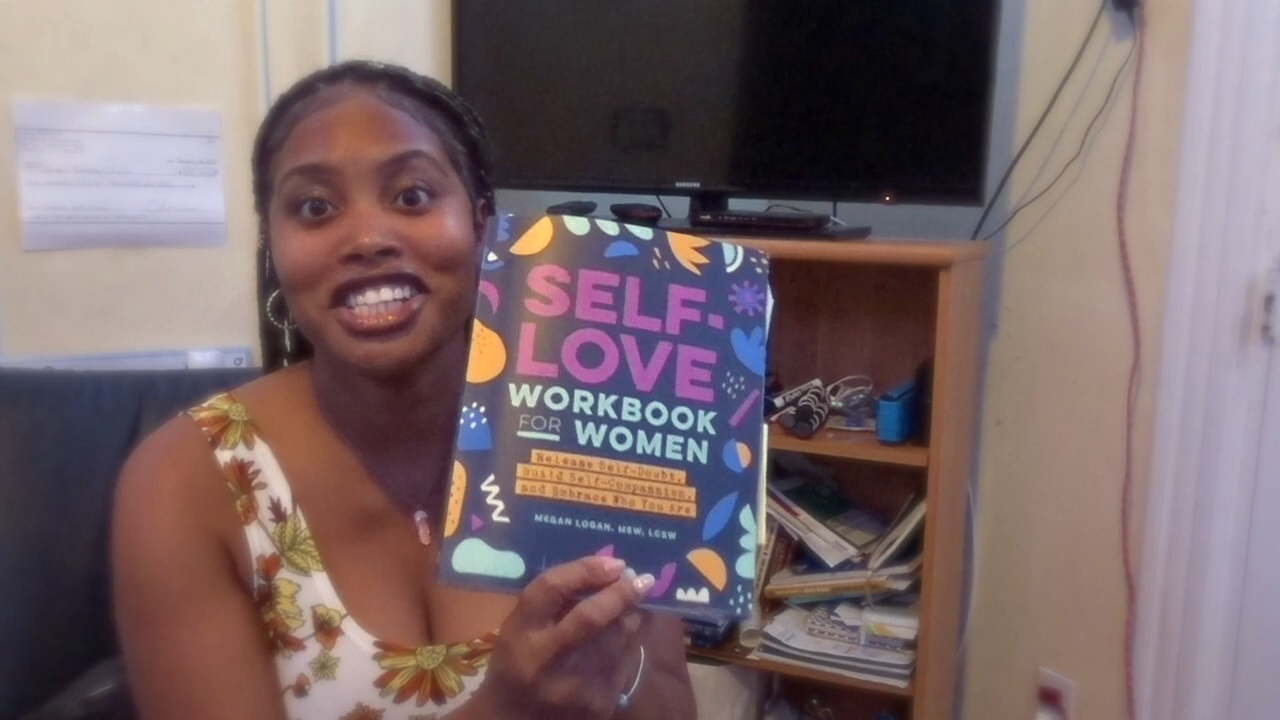 SAMSUNG
SELF-
LOVE
WORKBOOK
FOR WOMEN
Release Self-Doubt,
Build Self-Compassion,
and Embrace Who You Are
MEGAN LOGAN, MSW, LCSW